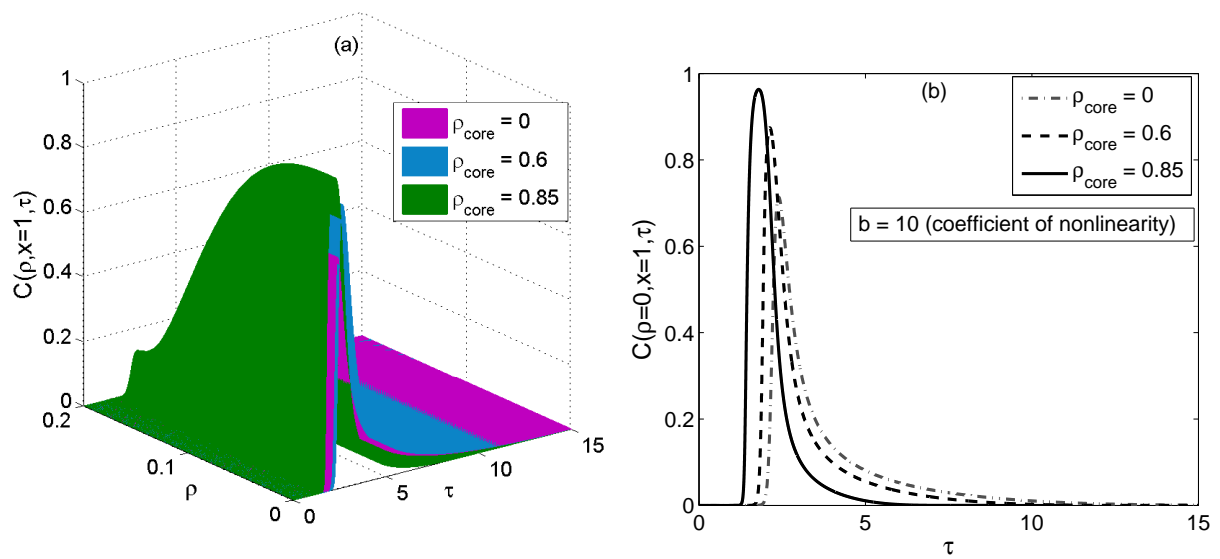 (a)
1
0.8
0.6
0.4
0.2
0
C(ρ,x=1,τ)
ρcore = 0
ρcore = 0.6
ρcore = 0.85
0.2
0.1
0
ρ
0
5
10
15
τ
(b)
1
0.8
0.6
0.4
0.2
0
C(ρ=0,x=1,τ)
ρcore = 0
ρcore = 0.6
ρcore = 0.85
b = 10 (coefficient of nonlinearity)
0 5 10 15
τ